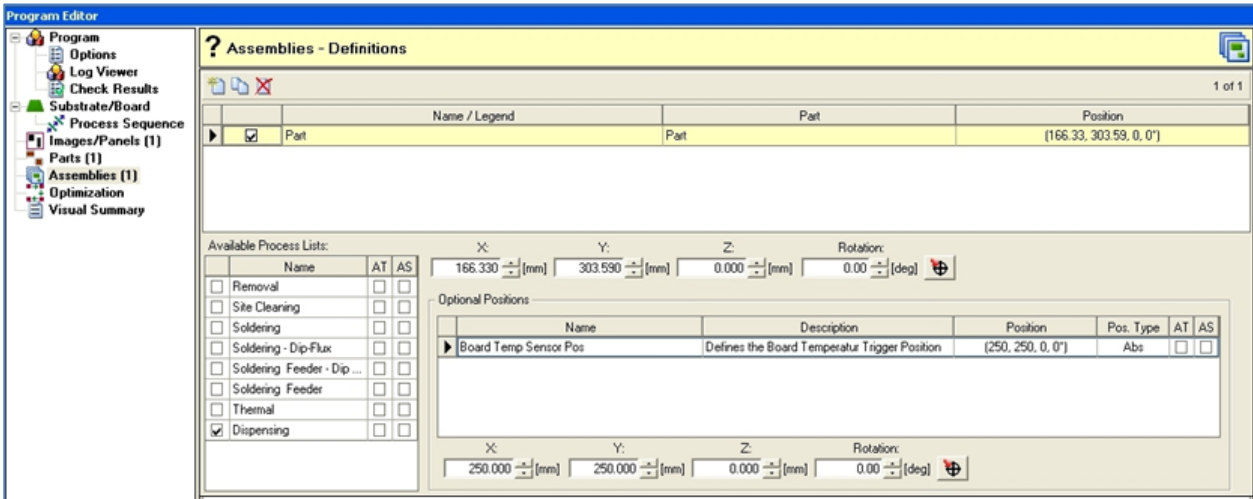 Program Editor
Program
Options
Log Viewer
Check Results
Substrate/Board
Process Sequence
Images/Panels (1)
Parts (1)
Assemblies (1)
Optimization
Visual Summary
? Assemblies - Definitions
1 of 1
Name / Legend Part Position
Part Part (166.33, 303.59, 0, 0°)
Available Process Lists:
Name AT AS
Removal
Site Cleaning
Soldering
Soldering - Dip-Flux
Soldering Feeder - Dip ...
Soldering Feeder
Thermal
Dispensing
X: Y: Z: Rotation:
166.330 [mm] 303.590 [mm] 0.000 [mm] 0.00 [deg]
Optional Positions
Name Description Position Pos. Type AT AS
Board Temp Sensor Pos Defines the Board Temperatur Trigger Position (250, 250, 0, 0°) Abs
X: Y: Z: Rotation:
250.000 [mm] 250.000 [mm] 0.000 [mm] 0.00 [deg]